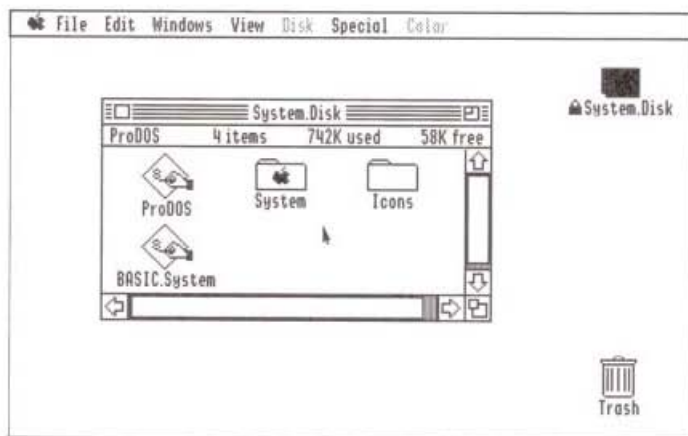 File Edit Windows View Disk Special Color
System.Disk
System.Disk
ProDOS 4 items 742K used 58K free
ProDOS System Icons
BASIC.System
Trash